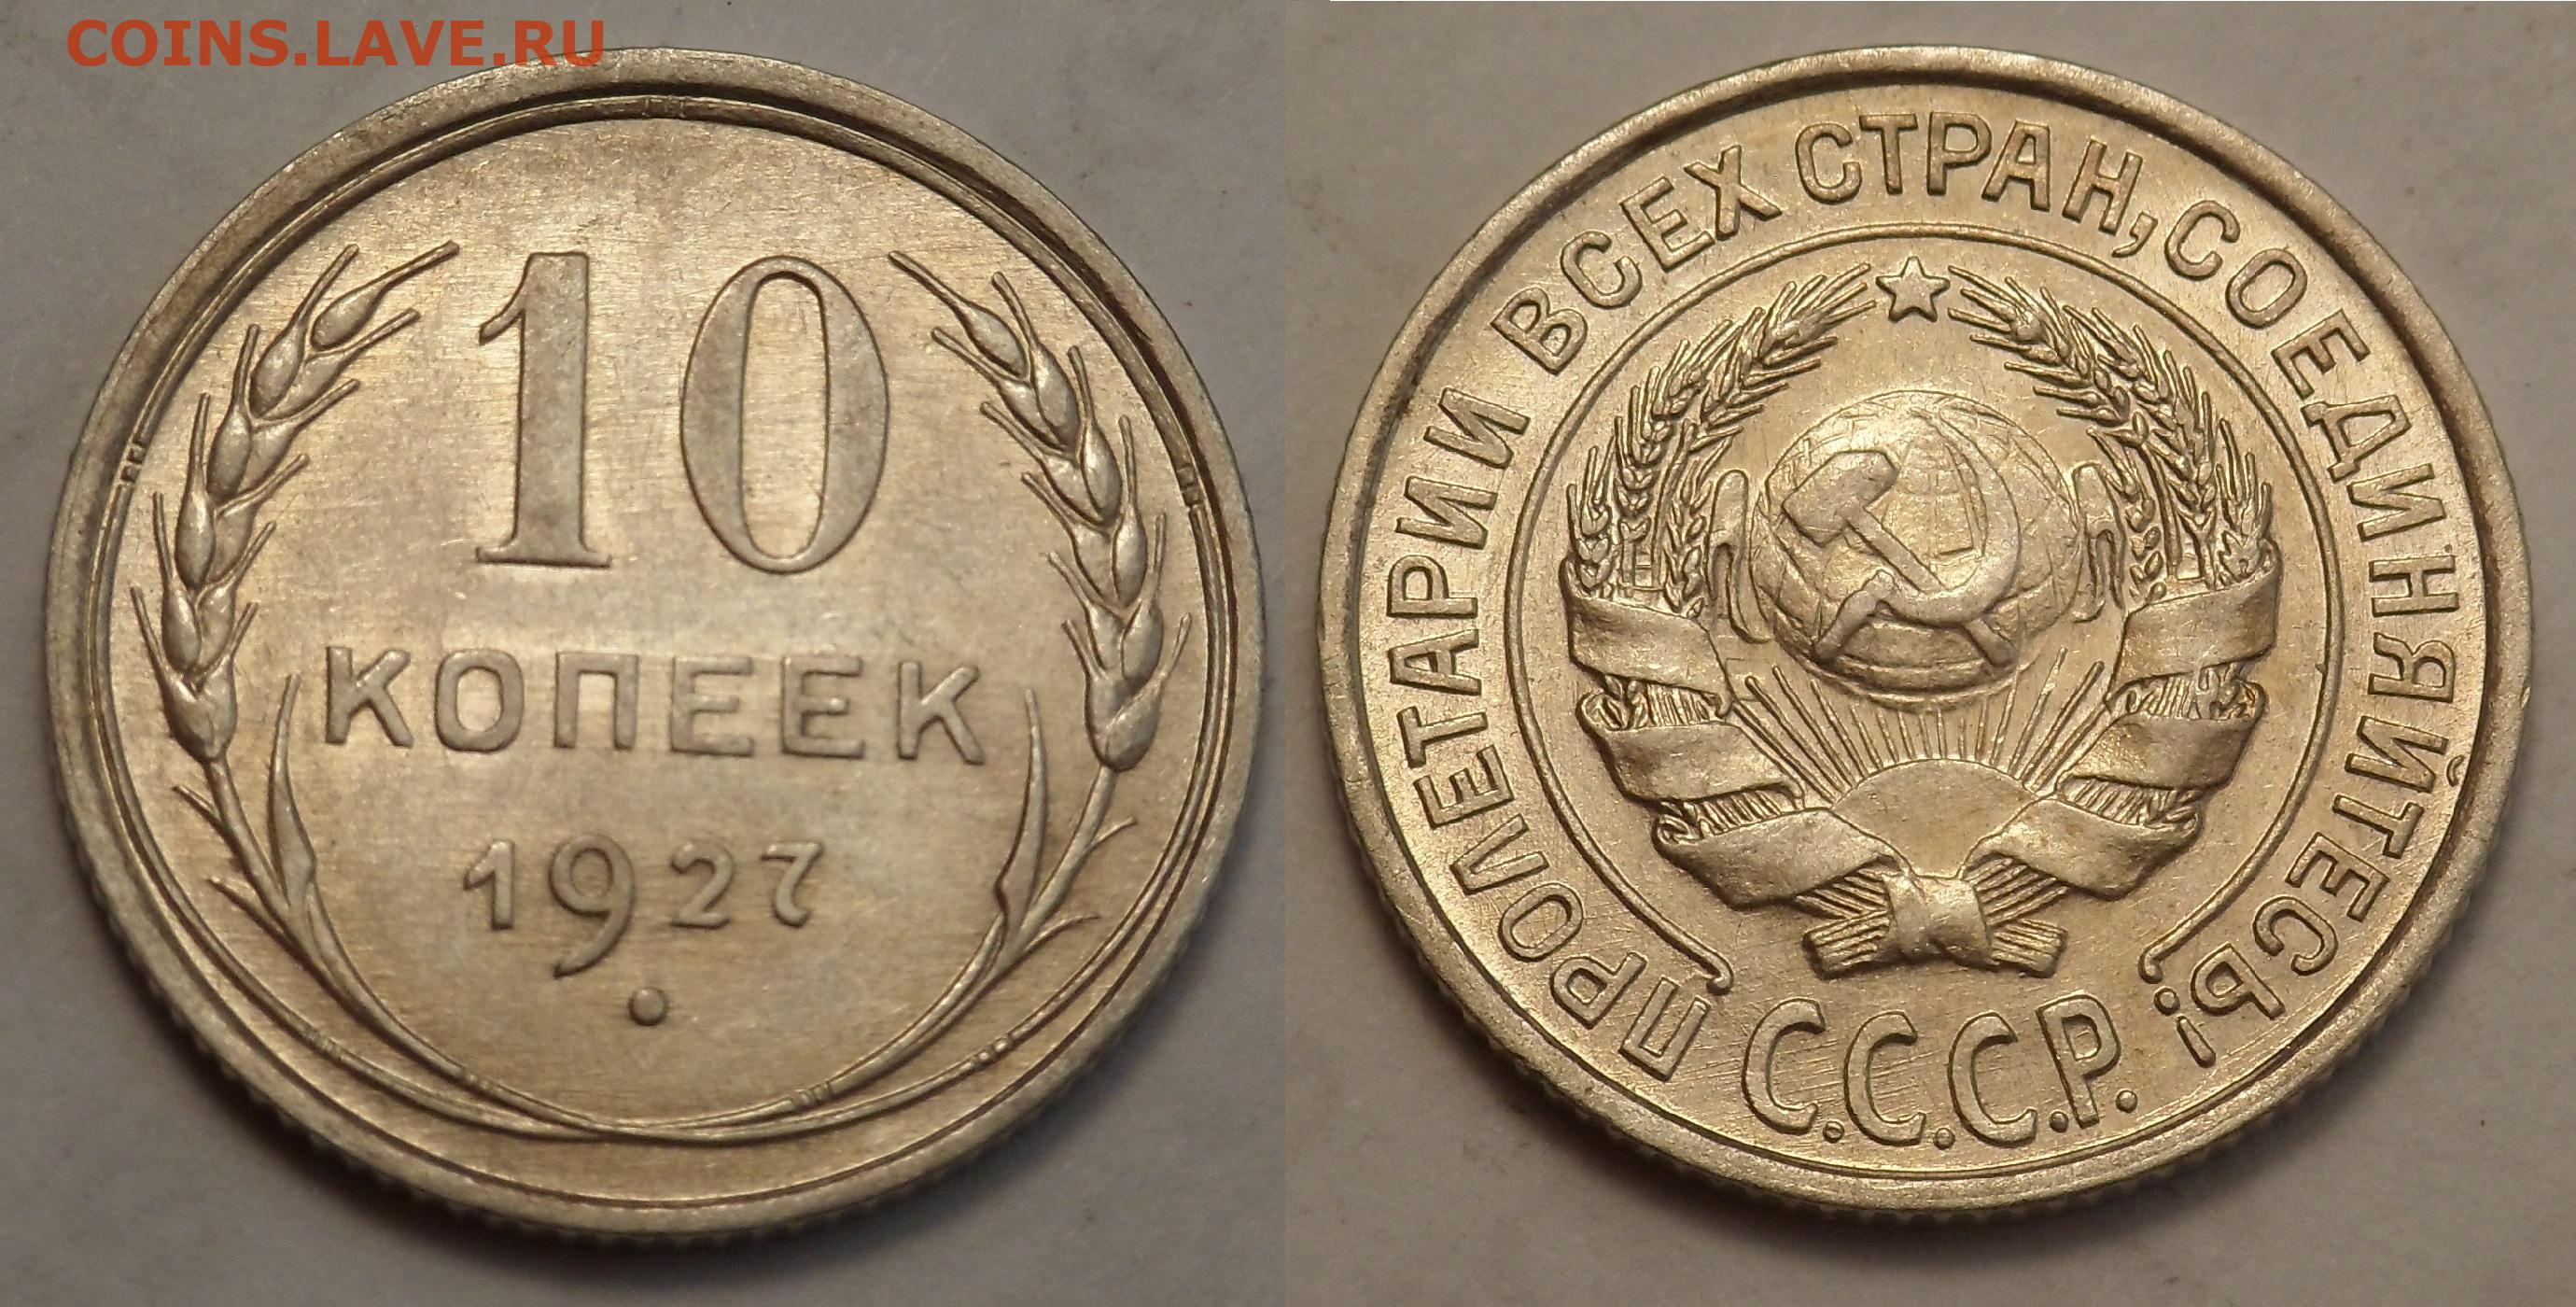 COINS.LAVE.RU
10
КОПЕЕК
1927
ПРОЛЕТАРИИ ВСЕХ СТРАН, СОЕДИНЯЙТЕСЬ!
С.С.С.Р.